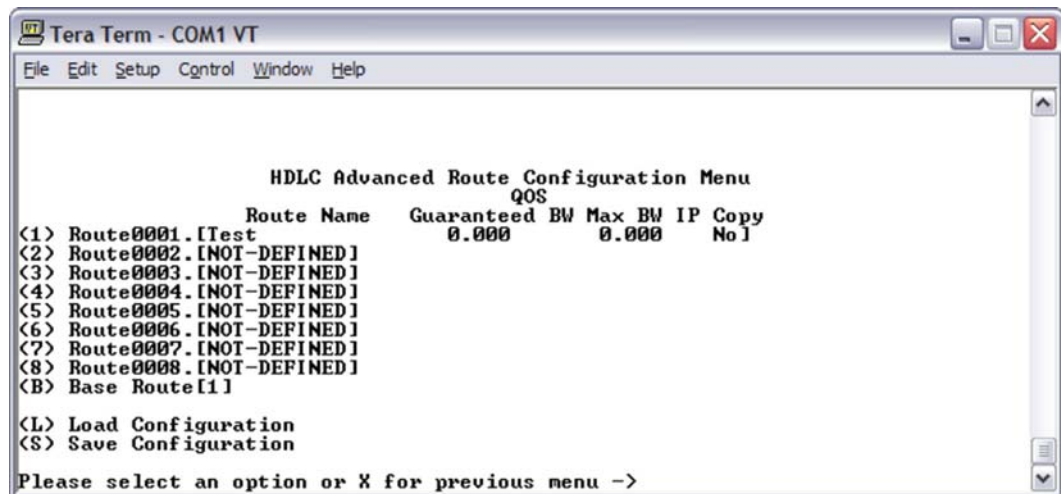 VT Tera Term - COM1 VT
File Edit Setup Control Window Help
HDLC Advanced Route Configuration Menu
QOS
Route Name Guaranteed BW Max BW IP Copy
(1) Route0001.[Test 0.000 0.000 No]
(2) Route0002.[NOT-DEFINED]
(3) Route0003.[NOT-DEFINED]
(4) Route0004.[NOT-DEFINED]
(5) Route0005.[NOT-DEFINED]
(6) Route0006.[NOT-DEFINED]
(7) Route0007.[NOT-DEFINED]
(8) Route0008.[NOT-DEFINED]
(B) Base Route[1]
(L) Load Configuration
(S) Save Configuration
Please select an option or X for previous menu ->